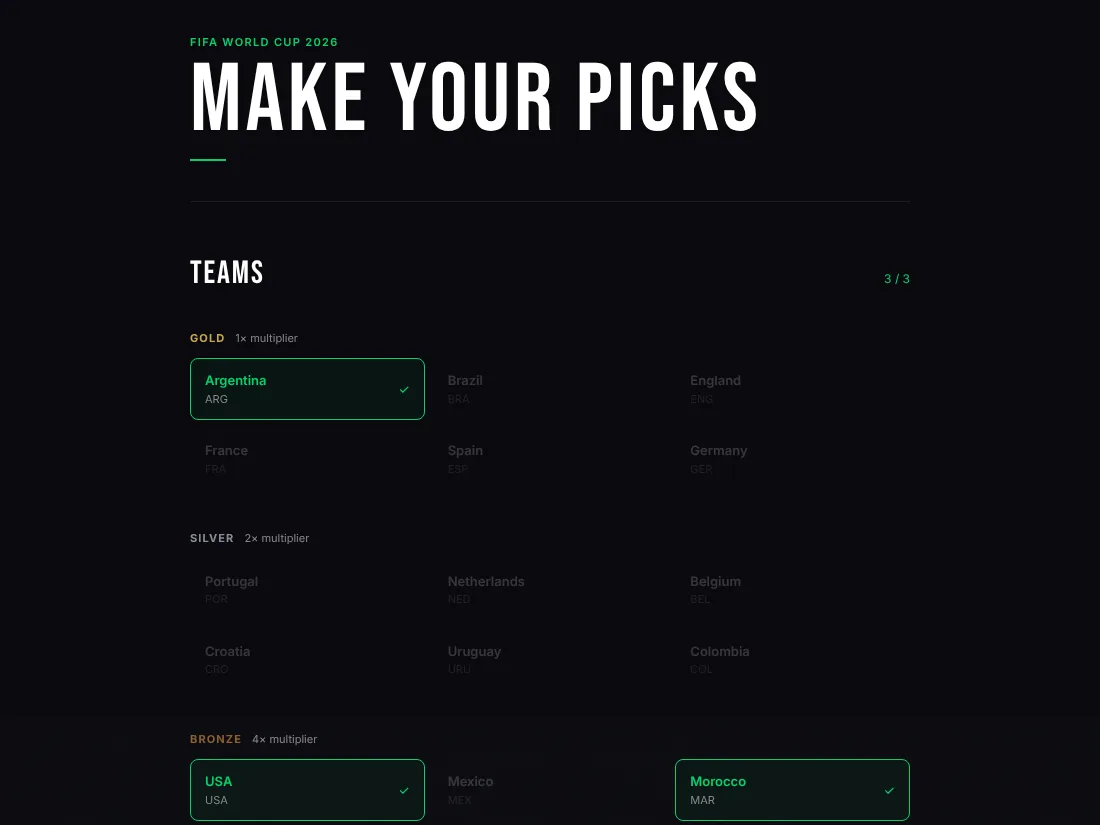 FIFA WORLD CUP 2026
MAKE YOUR PICKS
TEAMS
3 / 3
GOLD 1× multiplier
Argentina
ARG
Brazil
BRA
England
ENG
France
FRA
Spain
ESP
Germany
GER
SILVER 2× multiplier
Portugal
POR
Netherlands
NED
Belgium
BEL
Croatia
CRO
Uruguay
URU
Colombia
COL
BRONZE 4× multiplier
USA
USA
Mexico
MEX
Morocco
MAR